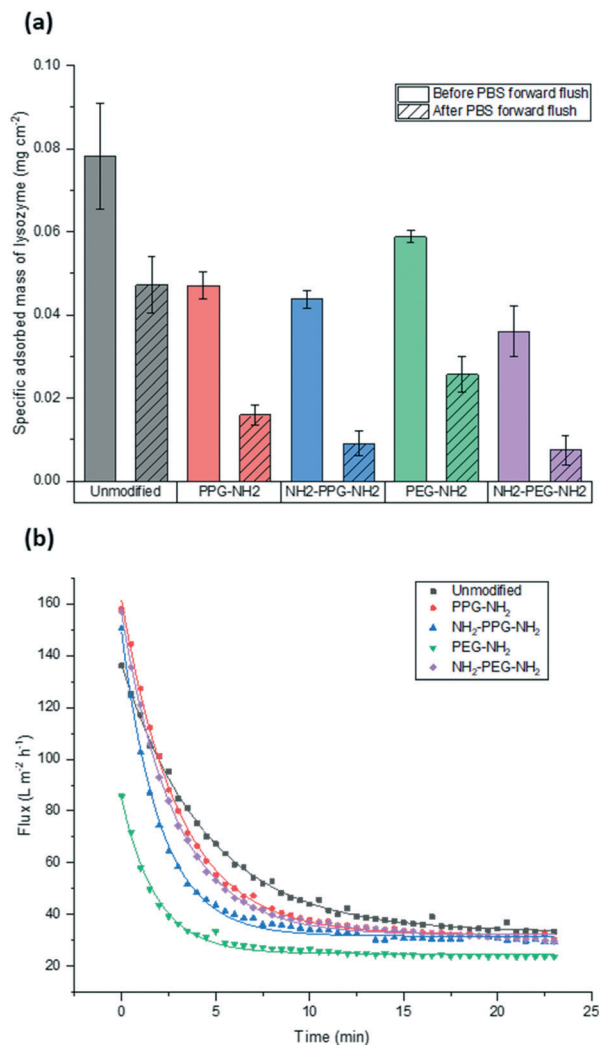 (a)
Specific adsorbed mass of lysozyme (mg cm-2)
0.10
0.08
0.06
0.04
0.02
0.00
Before PBS forward flush
After PBS forward flush
Unmodified PPG-NH2 NH2-PPG-NH2 PEG-NH2 NH2-PEG-NH2
(b)
Flux (L m-2 h-1)
160
140
120
100
80
60
40
20
Unmodified
PPG-NH2
NH2-PPG-NH2
PEG-NH2
NH2-PEG-NH2
0 5 10 15 20 25
Time (min)